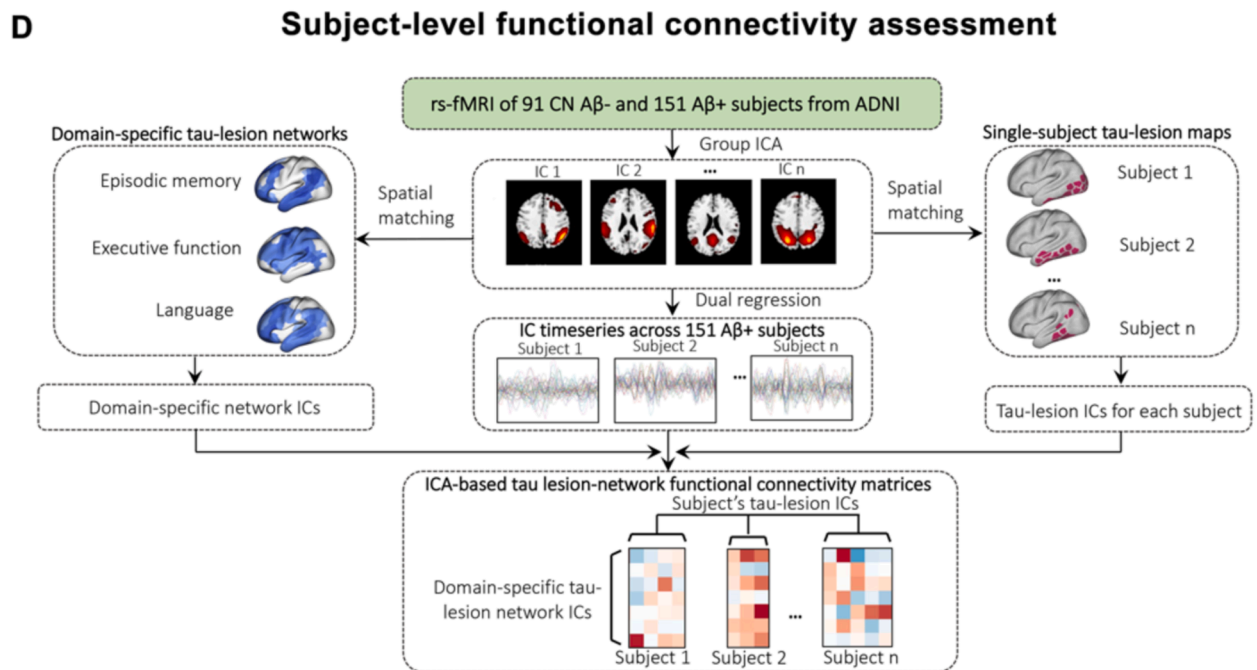 D
Subject-level functional connectivity assessment
rs-fMRI of 91 CN Aβ- and 151 Aβ+ subjects from ADNI
Group ICA
Domain-specific tau-lesion networks
Episodic memory
Executive function
Language
Spatial
matching
IC 1
IC 2
...
IC n
Spatial
matching
Single-subject tau-lesion maps
Subject 1
Subject 2
...
Subject n
Dual regression
IC timeseries across 151 Aβ+ subjects
Subject 1
Subject 2
...
Subject n
Domain-specific network ICs
Tau-lesion ICs for each subject
ICA-based tau lesion-network functional connectivity matrices
Subject's tau-lesion ICs
Domain-specific tau-
lesion network ICs
...
Subject 1
Subject 2
Subject n